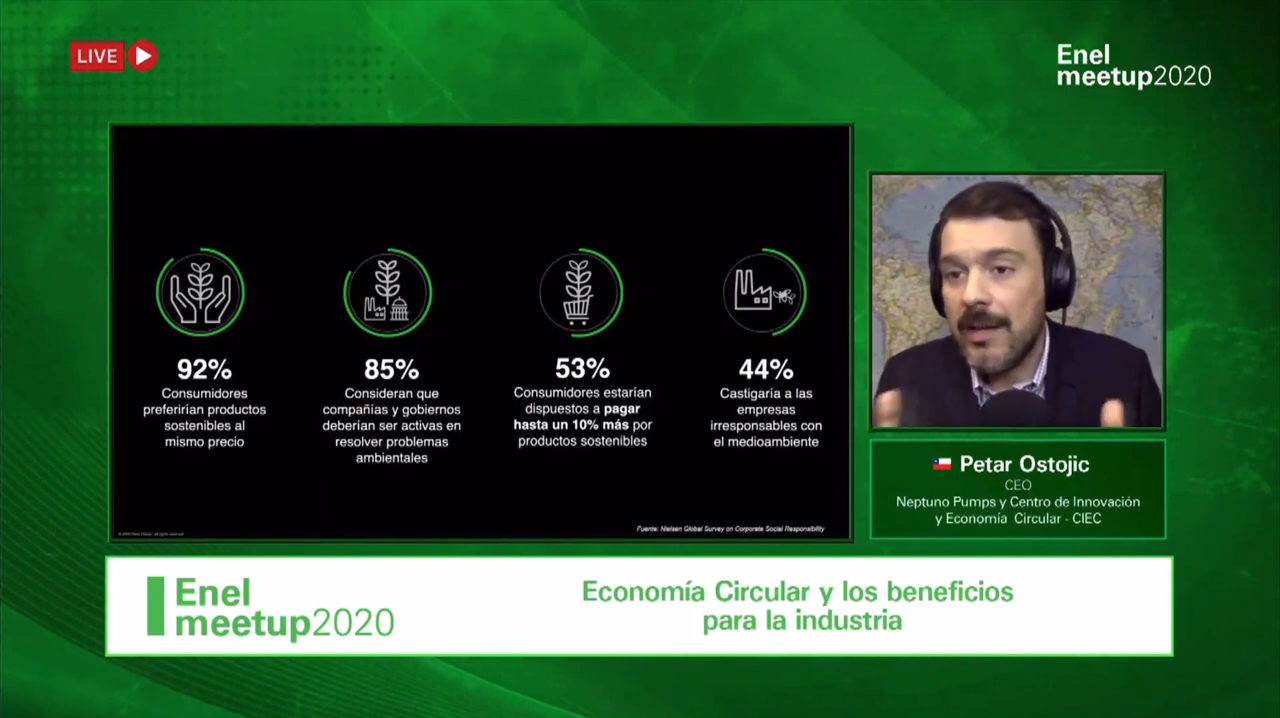 LIVE
Enel
meetup2020
92%
Consumidores
preferirían productos
sostenibles al
mismo precio
85%
Consideran que
compañías y gobiernos
deberían ser activas en
resolver problemas
ambientales
53%
Consumidores estarían
dispuestos a pagar
hasta un 10% más por
productos sostenibles
44%
Castigaría a las
empresas
irresponsables con
el medioambiente
Fuente: Nielsen Global Survey on Corporate Social Responsibility
Petar Ostojic
CEO
Neptuno Pumps y Centro de Innovación
y Economía Circular - CIEC
Enel
meetup2020
Economía Circular y los beneficios
para la industria